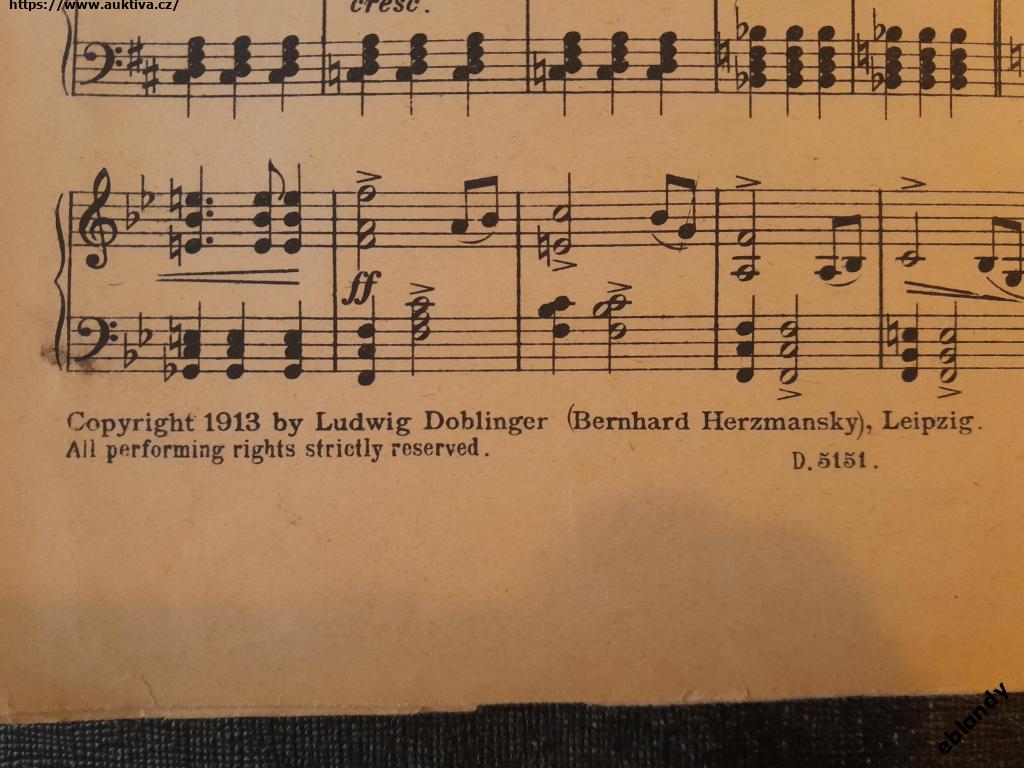 https://www.auktiva.cz/
cresc.
ff
Copyright 1913 by Ludwig Doblinger (Bernhard Herzmansky), Leipzig.
All performing rights strictly reserved.
D. 5151.
eblondy